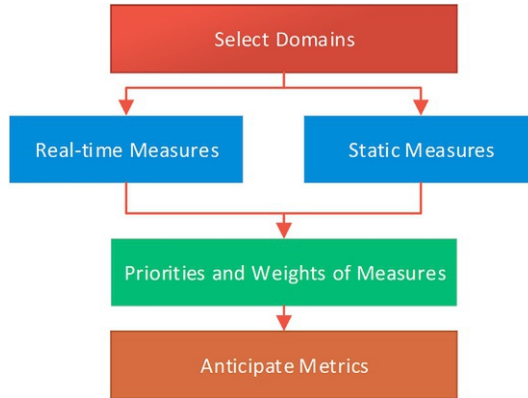 Select Domains
Real-time Measures
Static Measures
Priorities and Weights of Measures
Anticipate Metrics